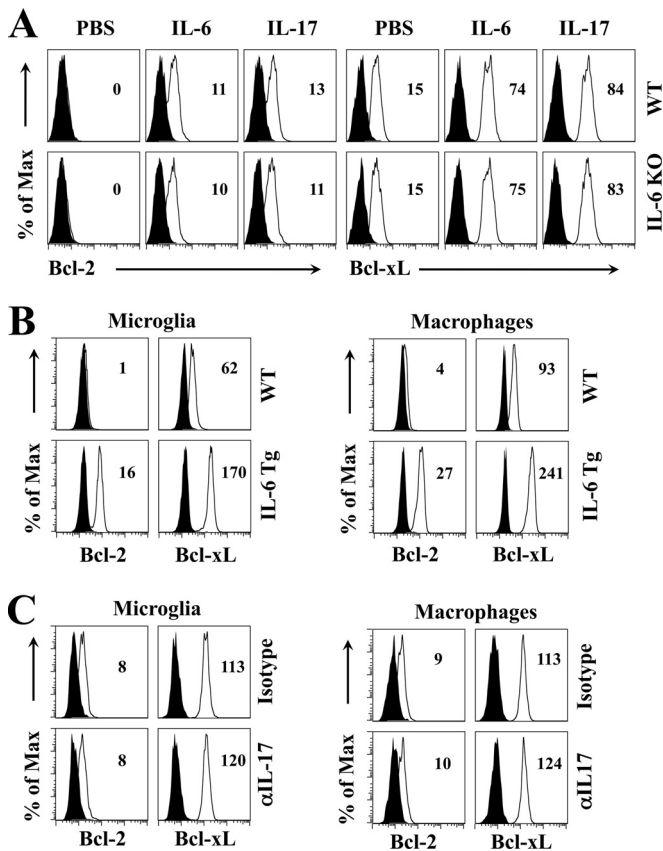 A
PBS IL-6 IL-17 PBS IL-6 IL-17
0 11 13 15 74 84 WT
% of Max 0 10 11 15 75 83 IL-6 KO
Bcl-2 Bcl-xL
B
Microglia Macrophages
1 62 WT 4 93 WT
% of Max 16 170 IL-6 Tg % of Max 27 241 IL-6 Tg
Bcl-2 Bcl-xL Bcl-2 Bcl-xL
C
Microglia Macrophages
8 113 Isotype 9 113 Isotype
% of Max 8 120 αIL-17 % of Max 10 124 αIL17
Bcl-2 Bcl-xL Bcl-2 Bcl-xL